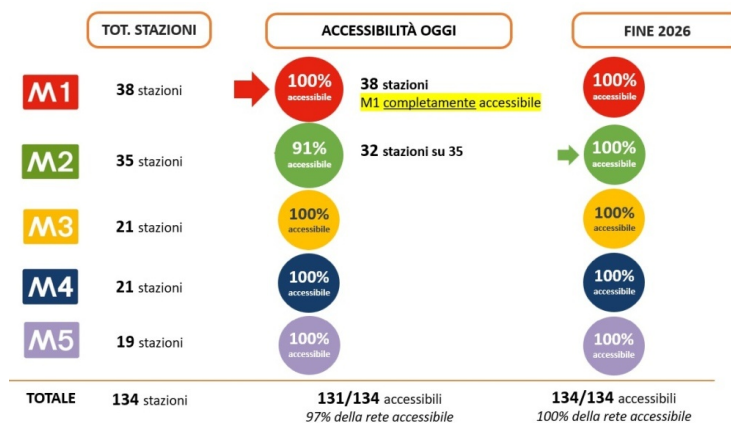 TOT. STAZIONI
ACCESSIBILITÀ OGGI
FINE 2026
M1
38 stazioni
100%
accessibile
38 stazioni
M1 completamente accessibile
100%
accessibile
M2
35 stazioni
91%
accessibile
32 stazioni su 35
100%
accessibile
M3
21 stazioni
100%
accessibile
100%
accessibile
M4
21 stazioni
100%
accessibile
100%
accessibile
M5
19 stazioni
100%
accessibile
100%
accessibile
TOTALE
134 stazioni
131/134 accessibili
97% della rete accessibile
134/134 accessibili
100% della rete accessibile